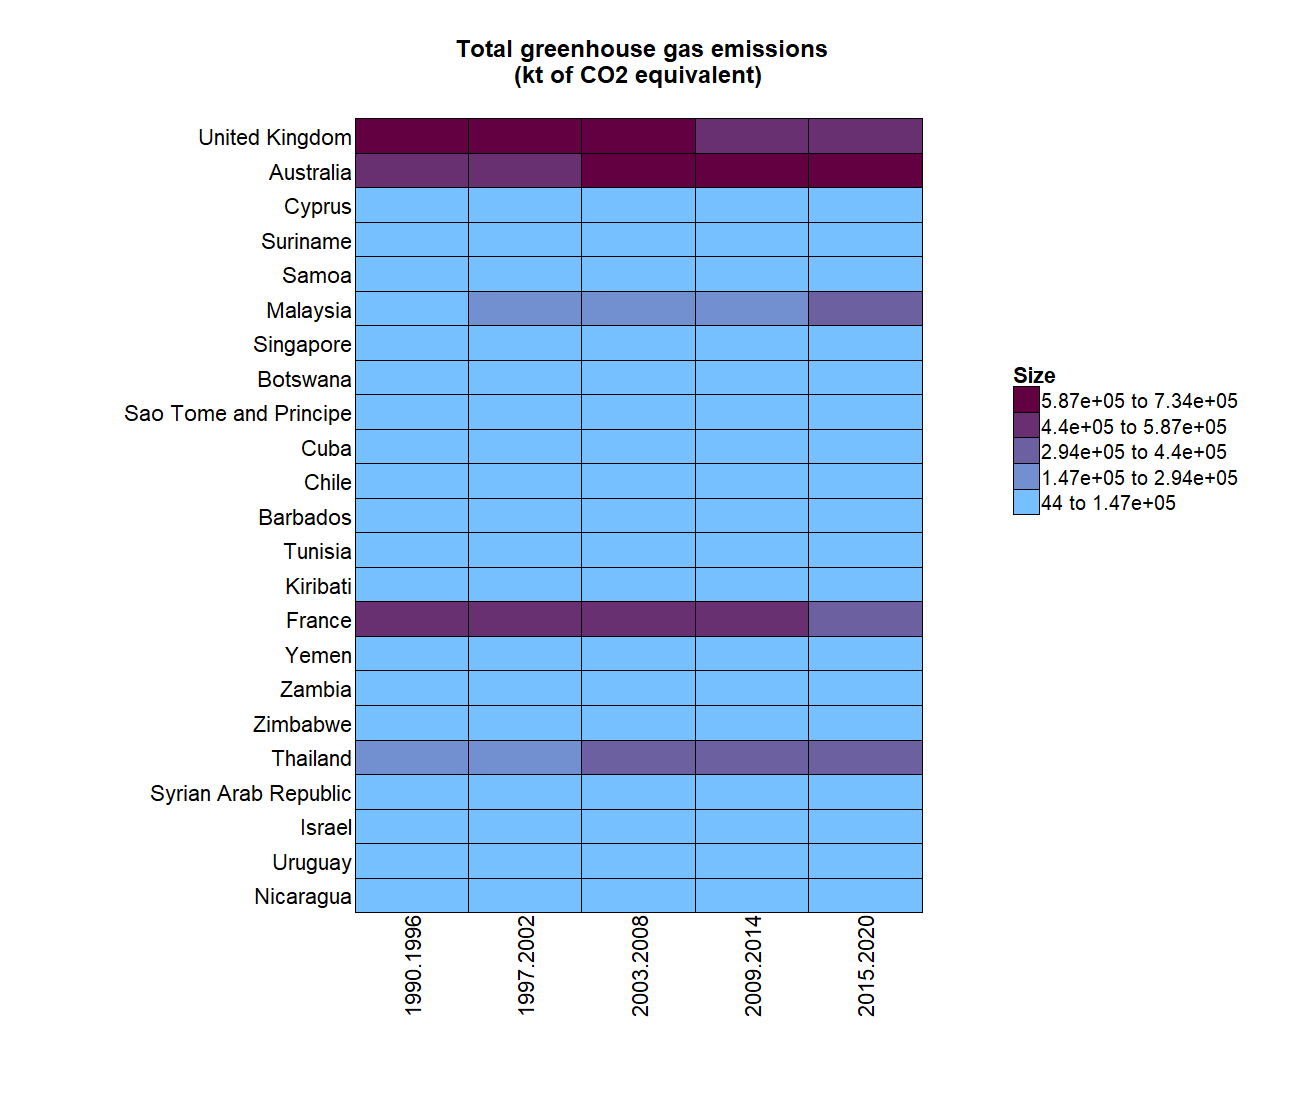 Total greenhouse gas emissions
(kt of CO2 equivalent)
United Kingdom
Australia
Cyprus
Suriname
Samoa
Malaysia
Singapore
Botswana
Sao Tome and Principe
Cuba
Chile
Barbados
Tunisia
Kiribati
France
Yemen
Zambia
Zimbabwe
Thailand
Syrian Arab Republic
Israel
Uruguay
Nicaragua
1990.1996
1997.2002
2003.2008
2009.2014
2015.2020
Size
5.87e+05 to 7.34e+05
4.4e+05 to 5.87e+05
2.94e+05 to 4.4e+05
1.47e+05 to 2.94e+05
44 to 1.47e+05